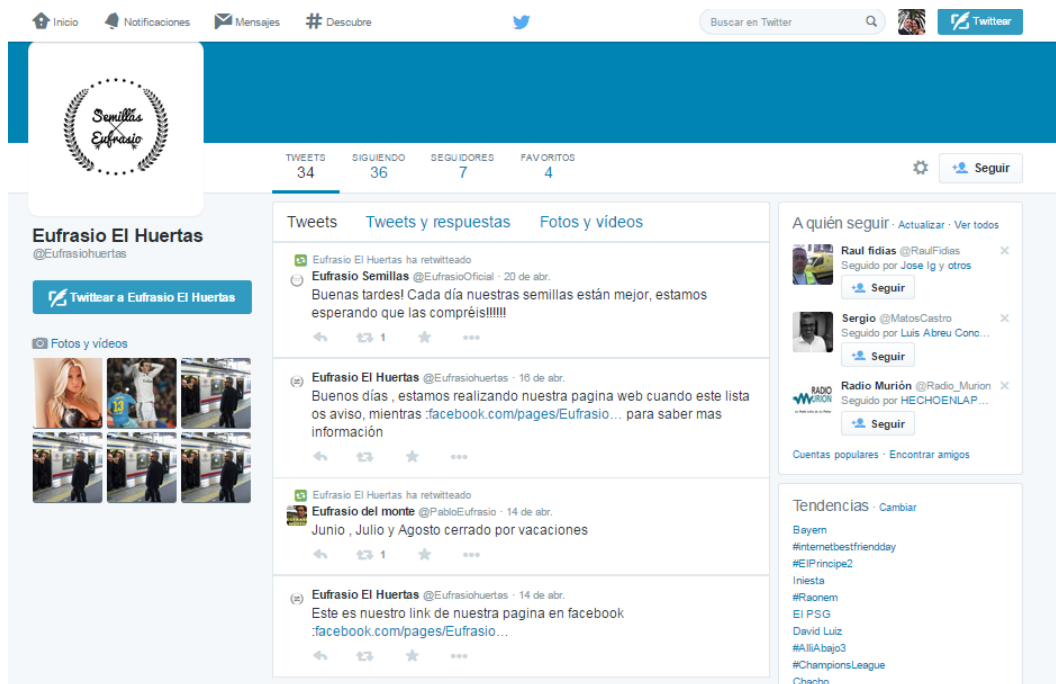 Inicio Notificaciones Mensajes Descubre Buscar en Twitter Twittear
Semillas
Eufrasio
TWEETS SIGUIENDO SEGUIDORES FAVORITOS
34 36 7 4
Seguir
Eufrasio El Huertas
@Eufrasiohuertas
Twittear a Eufrasio El Huertas
Fotos y vídeos
Tweets Tweets y respuestas Fotos y vídeos
Eufrasio El Huertas ha retwitteado
Eufrasio Semillas @EufrasioOficial · 20 de abr.
Buenas tardes! Cada día nuestras semillas están mejor, estamos
esperando que las compréis!!!!!!
1
Eufrasio El Huertas @Eufrasiohuertas · 16 de abr.
Buenos días , estamos realizando nuestra pagina web cuando este lista
os aviso, mientras :facebook.com/pages/Eufrasio… para saber mas
información
Eufrasio El Huertas ha retwitteado
Eufrasio del monte @PabloEufrasio · 14 de abr.
Junio , Julio y Agosto cerrado por vacaciones
1
Eufrasio El Huertas @Eufrasiohuertas · 14 de abr.
Este es nuestro link de nuestra pagina en facebook
:facebook.com/pages/Eufrasio…
A quién seguir · Actualizar · Ver todos
Raul fidias @RaulFidias
Seguido por Jose Ig y otros
Seguir
Sergio @MatosCastro
Seguido por Luis Abreu Conc...
Seguir
RADIO
MURION
Radio Murión @Radio_Murion
Seguido por HECHOENLAP...
Seguir
Cuentas populares · Encontrar amigos
Tendencias · Cambiar
Bayern
#internetbestfriendday
#ElPrincipe2
Iniesta
#Raonem
El PSG
David Luiz
#AlliAbajo3
#ChampionsLeague
Chacho